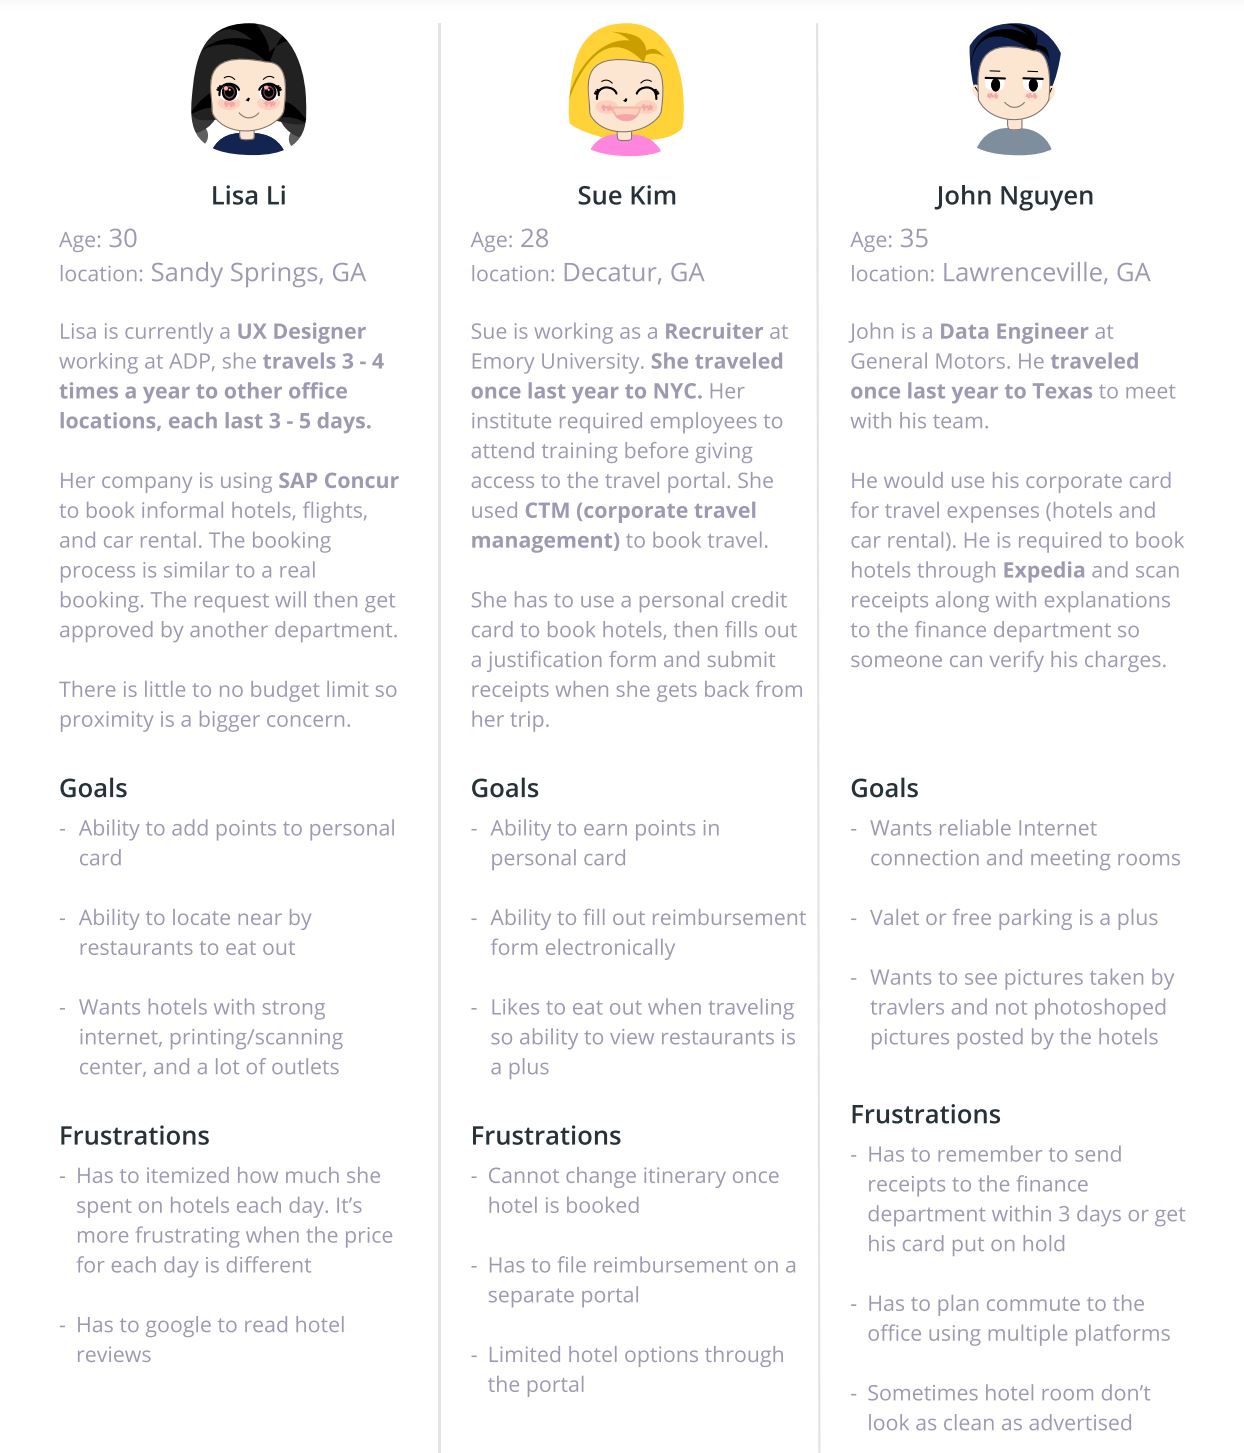 Lisa Li
Age: 30
location: Sandy Springs, GA
Lisa is currently a UX Designer
working at ADP, she travels 3 - 4
times a year to other office
locations, each last 3 - 5 days.
Her company is using SAP Concur
to book informal hotels, flights,
and car rental. The booking
process is similar to a real
booking. The request will then get
approved by another department.
There is little to no budget limit so
proximity is a bigger concern.
Goals
- Ability to add points to personal
card
- Ability to locate near by
restaurants to eat out
- Wants hotels with strong
internet, printing/scanning
center, and a lot of outlets
Frustrations
- Has to itemized how much she
spent on hotels each day. It’s
more frustrating when the price
for each day is different
- Has to google to read hotel
reviews
Sue Kim
Age: 28
location: Decatur, GA
Sue is working as a Recruiter at
Emory University. She traveled
once last year to NYC. Her
institute required employees to
attend training before giving
access to the travel portal. She
used CTM (corporate travel
management) to book travel.
She has to use a personal credit
card to book hotels, then fills out
a justification form and submit
receipts when she gets back from
her trip.
Goals
- Ability to earn points in
personal card
- Ability to fill out reimbursement
form electronically
- Likes to eat out when traveling
so ability to view restaurants is
a plus
Frustrations
- Cannot change itinerary once
hotel is booked
- Has to file reimbursement on a
separate portal
- Limited hotel options through
the portal
John Nguyen
Age: 35
location: Lawrenceville, GA
John is a Data Engineer at
General Motors. He traveled
once last year to Texas to meet
with his team.
He would use his corporate card
for travel expenses (hotels and
car rental). He is required to book
hotels through Expedia and scan
receipts along with explanations
to the finance department so
someone can verify his charges.
Goals
- Wants reliable Internet
connection and meeting rooms
- Valet or free parking is a plus
- Wants to see pictures taken by
travlers and not photoshoped
pictures posted by the hotels
Frustrations
- Has to remember to send
receipts to the finance
department within 3 days or get
his card put on hold
- Has to plan commute to the
office using multiple platforms
- Sometimes hotel room don’t
look as clean as advertised